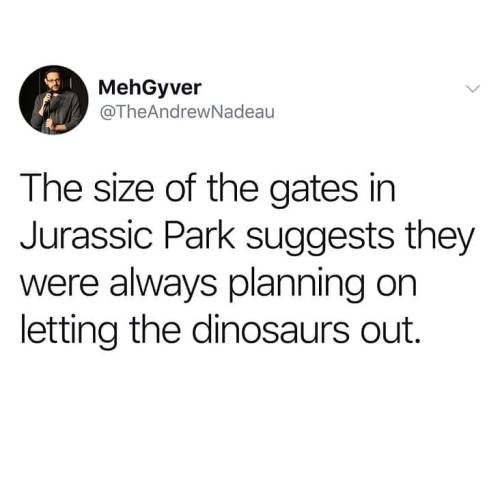 MehGyver
@TheAndrewNadeau
The size of the gates in
Jurassic Park suggests they
were always planning on
letting the dinosaurs out.